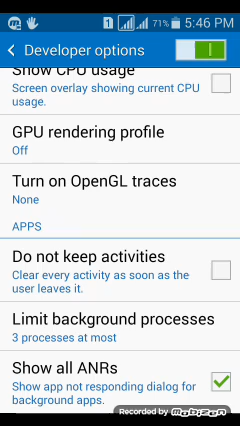 1
71%
5:46 PM
Developer options
Show CPU usage
Screen overlay showing current CPU
usage.
GPU rendering profile
Off
Turn on OpenGL traces
None
APPS
Do not keep activities
Clear every activity as soon as the
user leaves it.
Limit background processes
3 processes at most
Show all ANRs
Show app not responding dialog for
background apps.
Recorded by mobizen